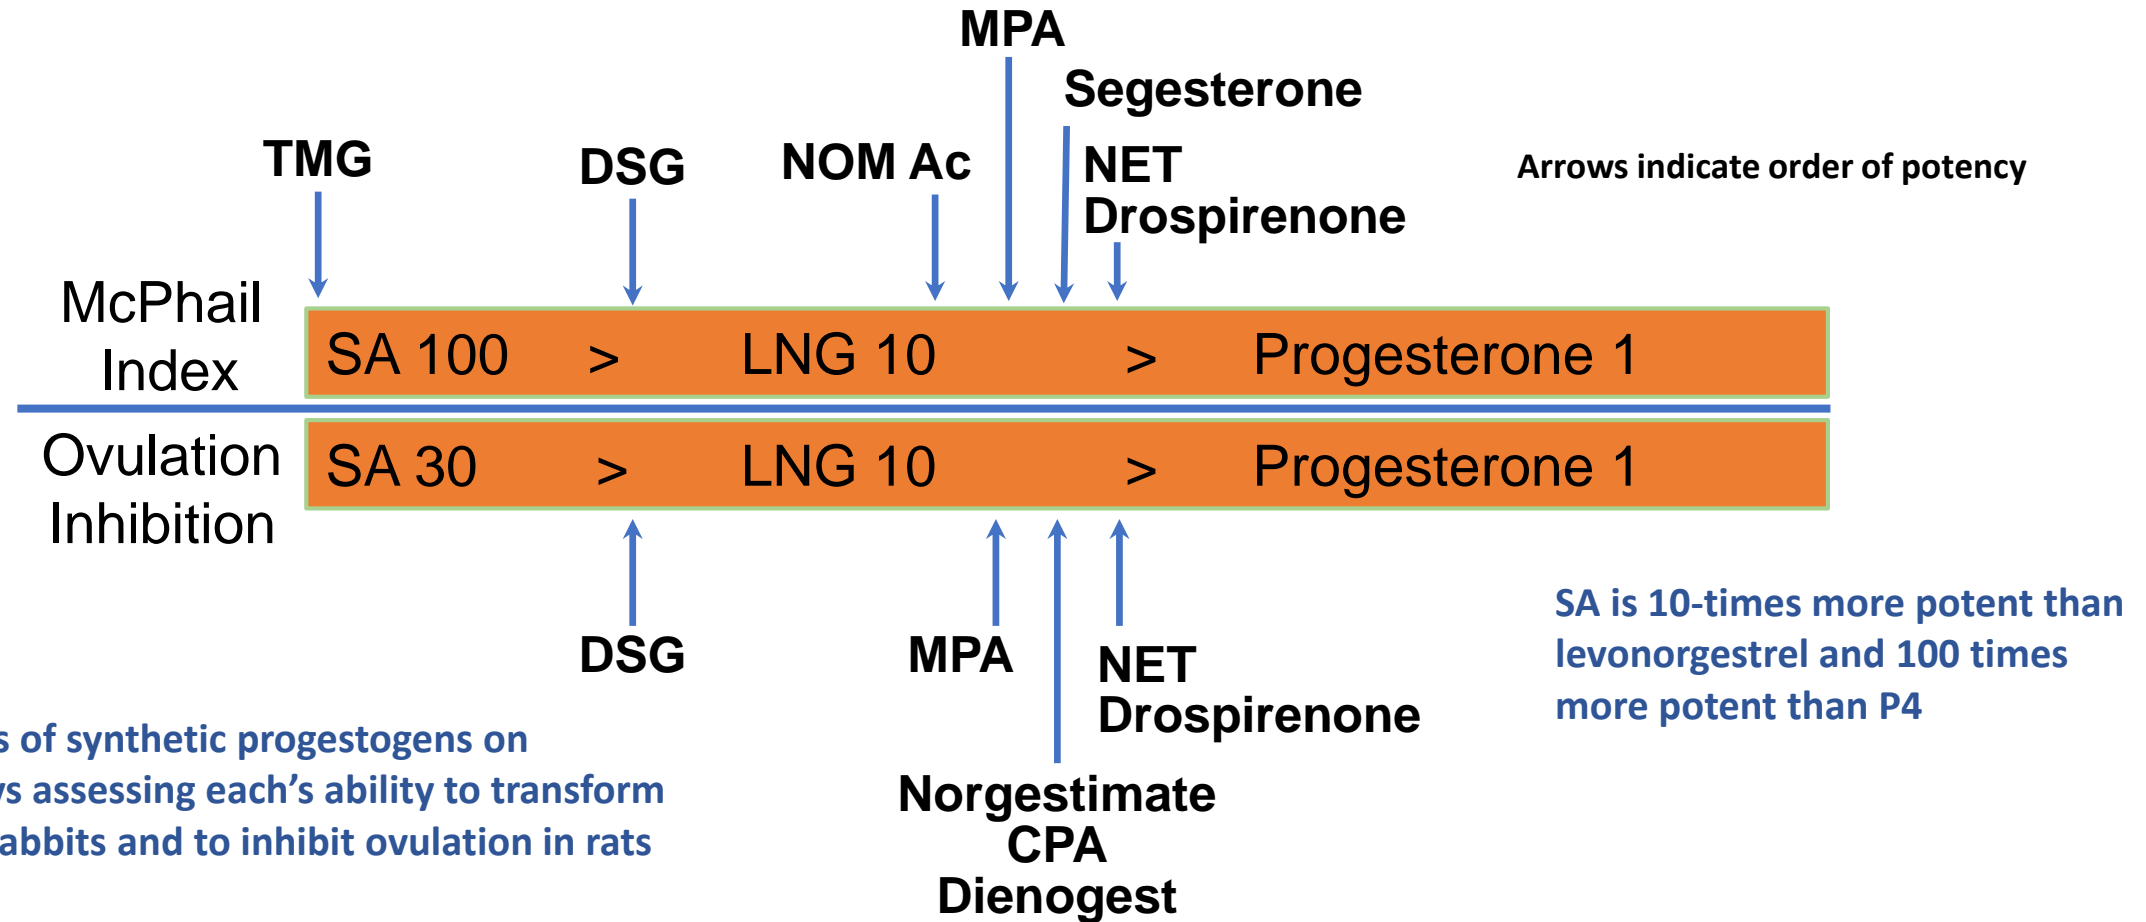 MPA
Segesterone
TMG
DSG
NOM Ac
NET
Drospirenone
Arrows indicate order of potency
McPhail
Index
SA 100 > LNG 10 > Progesterone 1
Ovulation
Inhibition
SA 30 > LNG 10 > Progesterone 1
DSG
MPA
NET
Drospirenone
Norgestimate
CPA
Dienogest
SA is 10-times more potent than
levonorgestrel and 100 times
more potent than P4
of synthetic progestogens on
assessing each's ability to transform
and to inhibit ovulation in rats